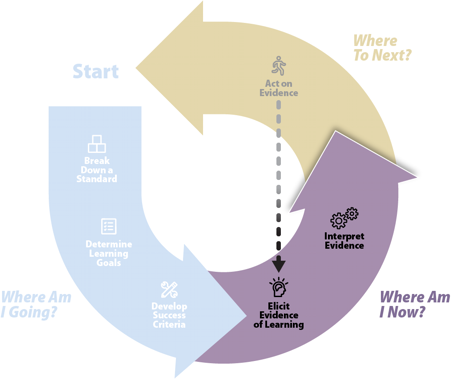 Start
Break
Down a
Standard
Determine
Learning
Goals
Develop
Success
Criteria
Where Am
I Going?
Elicit
Evidence
of Learning
Interpret
Evidence
Where Am
I Now?
Act on
Evidence
Where
To Next?